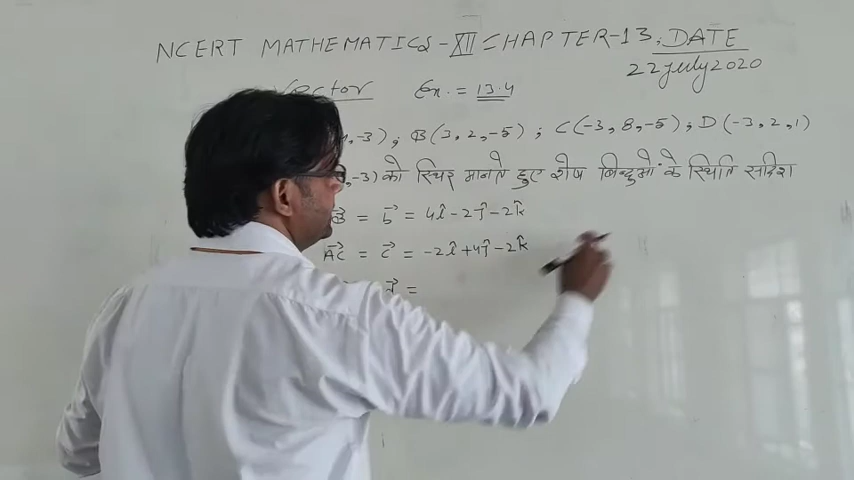 NCERT MATHEMATICS-XII CHAPTER-13, DATE
22 July 2020
Vector Ex. = 13.4
, -3) ; B(3, 2, -5) ; C(-3, 8, -5) ; D(-3, 2, 1)
, -3) को स्थिर मानते हुए शेष बिन्दुओं के स्थिति सदिश
= b⃗ = 4î - 2ĵ - 2k̂
AC⃗ = c⃗ = -2î + 4ĵ - 2k̂
=